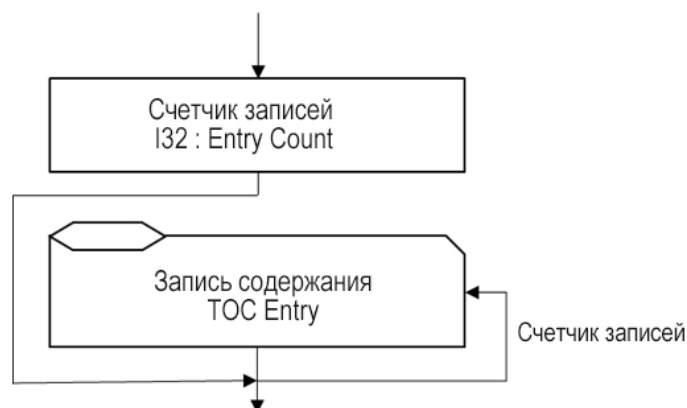 Счетчик записей
I32 : Entry Count
Запись содержания
TOC Entry
Счетчик записей